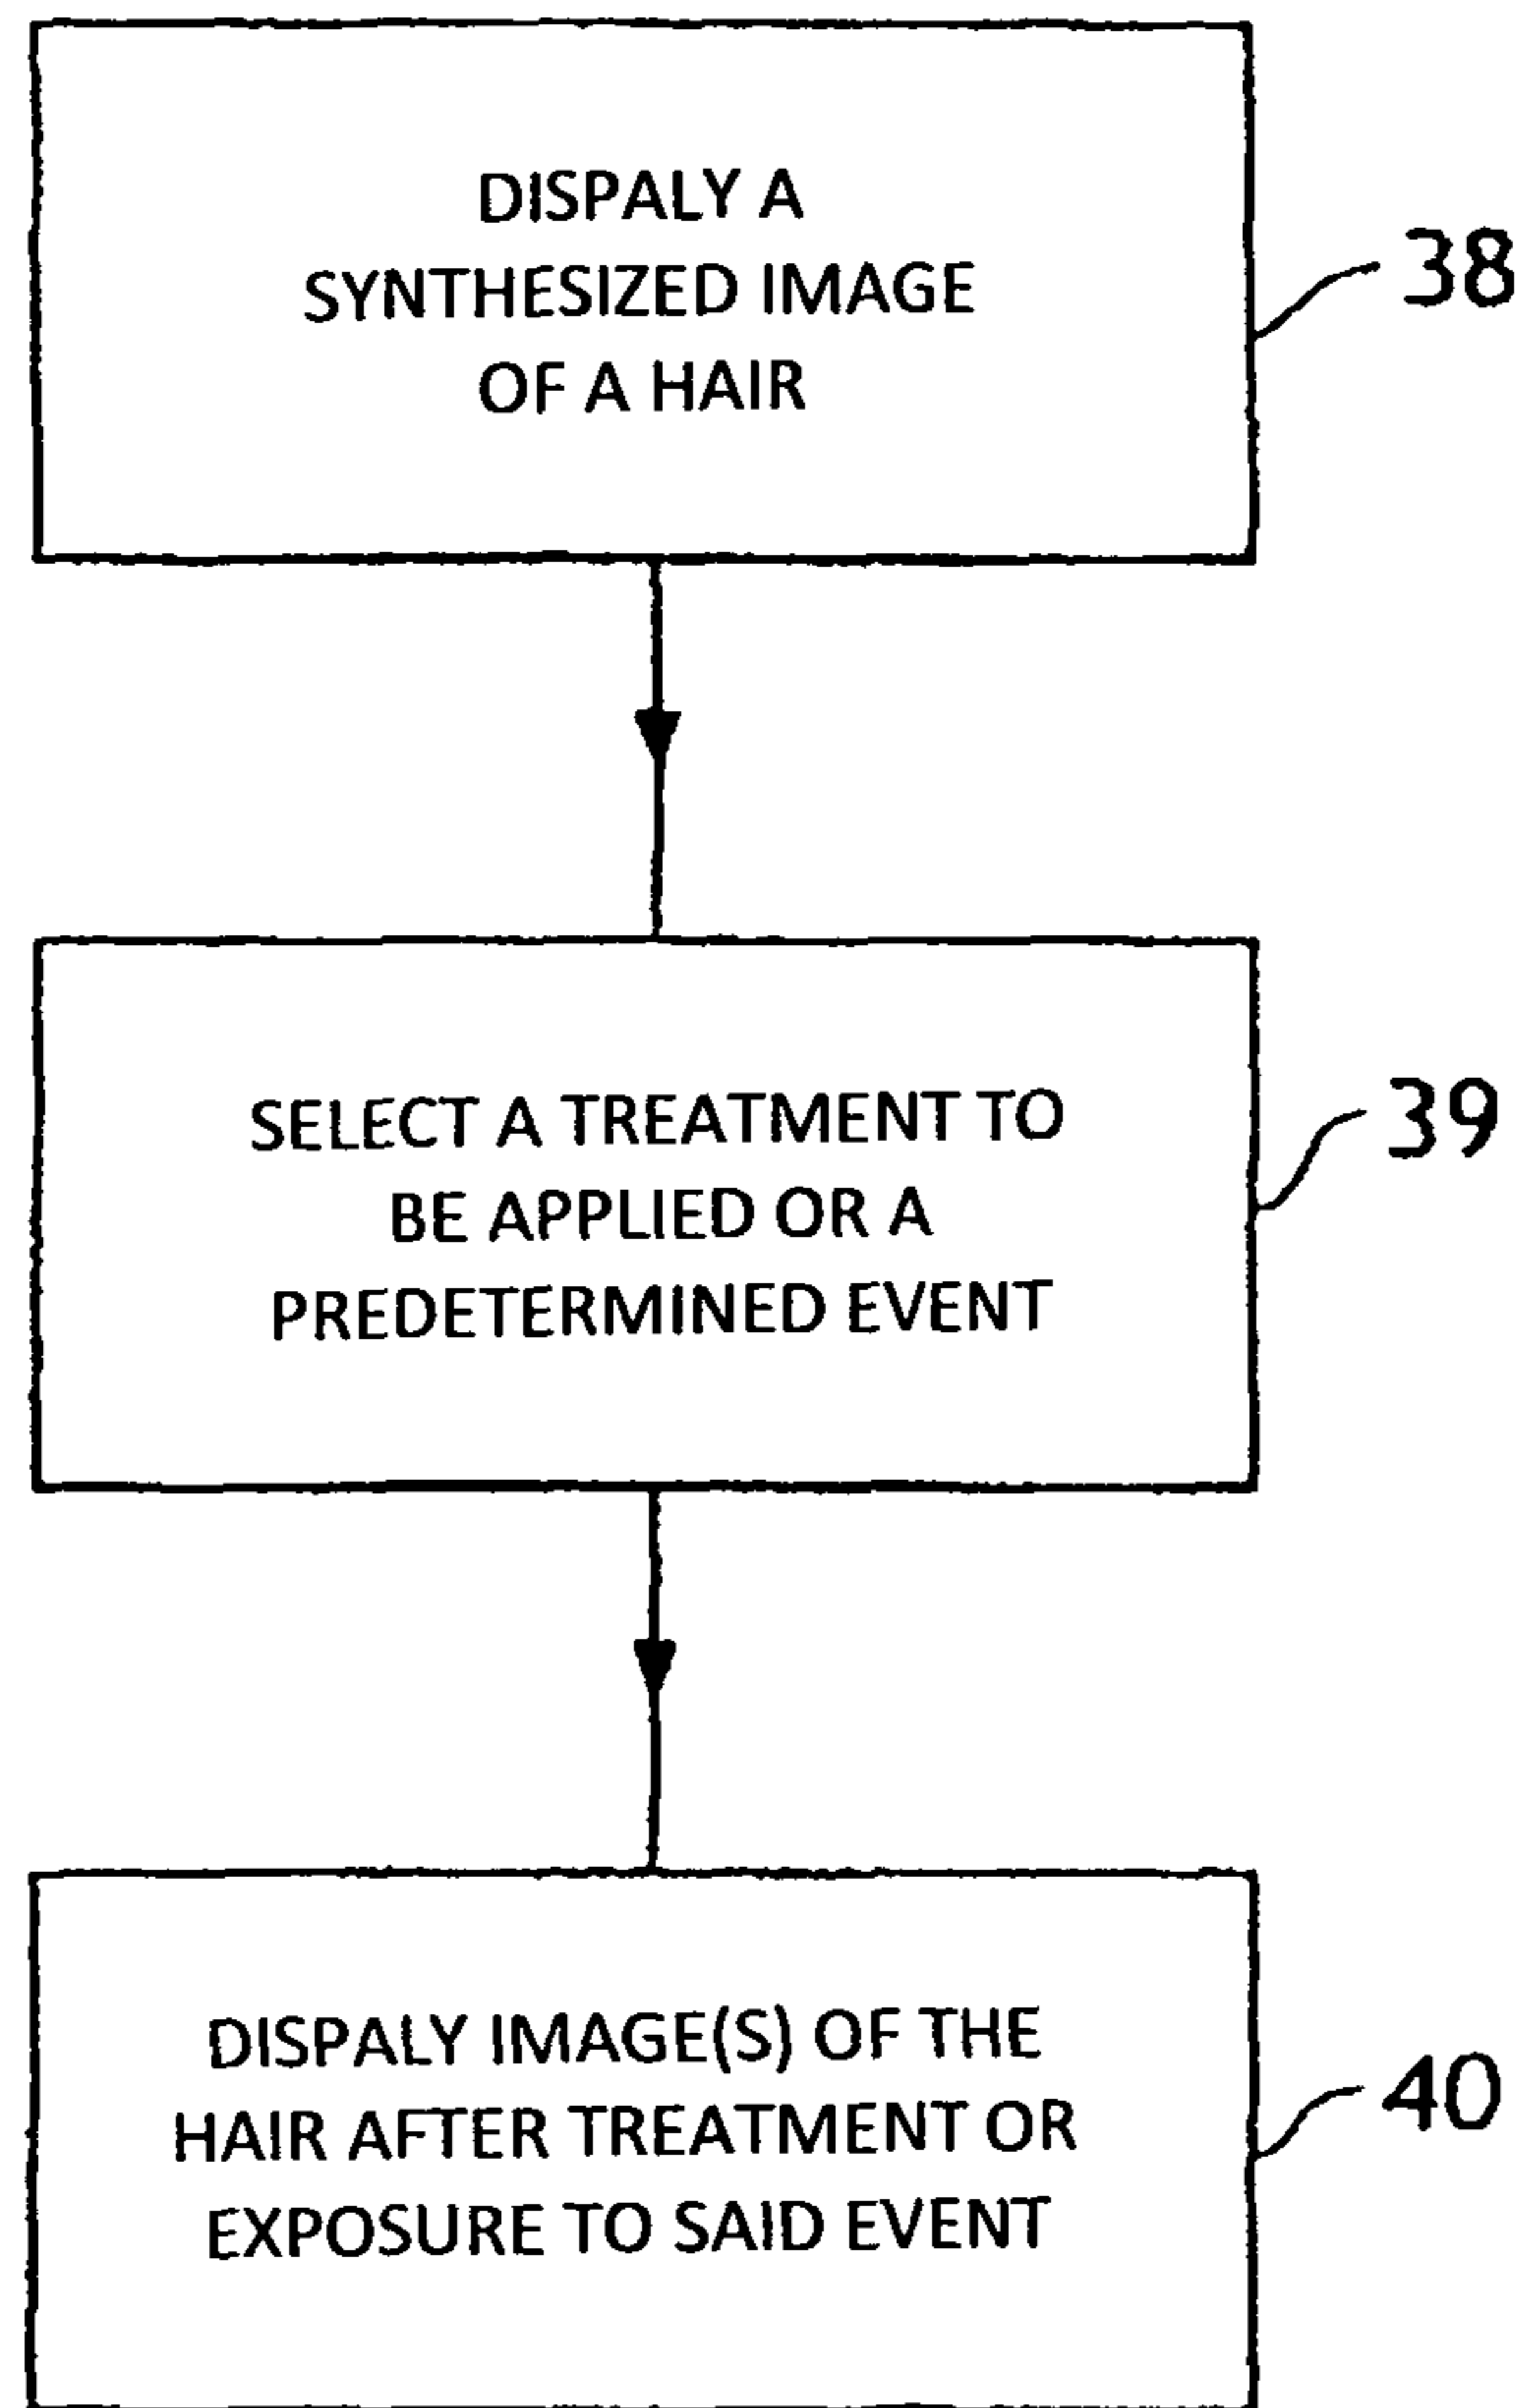 DISPALY A
SYNTHESIZED IMAGE
OF A HAIR
38
SELECT A TREATMENT TO
BE APPLIED OR A
PREDETERMINED EVENT
39
DISPALY IMAGE(S) OF THE
HAIR AFTER TREATMENT OR
EXPOSURE TO SAID EVENT
40